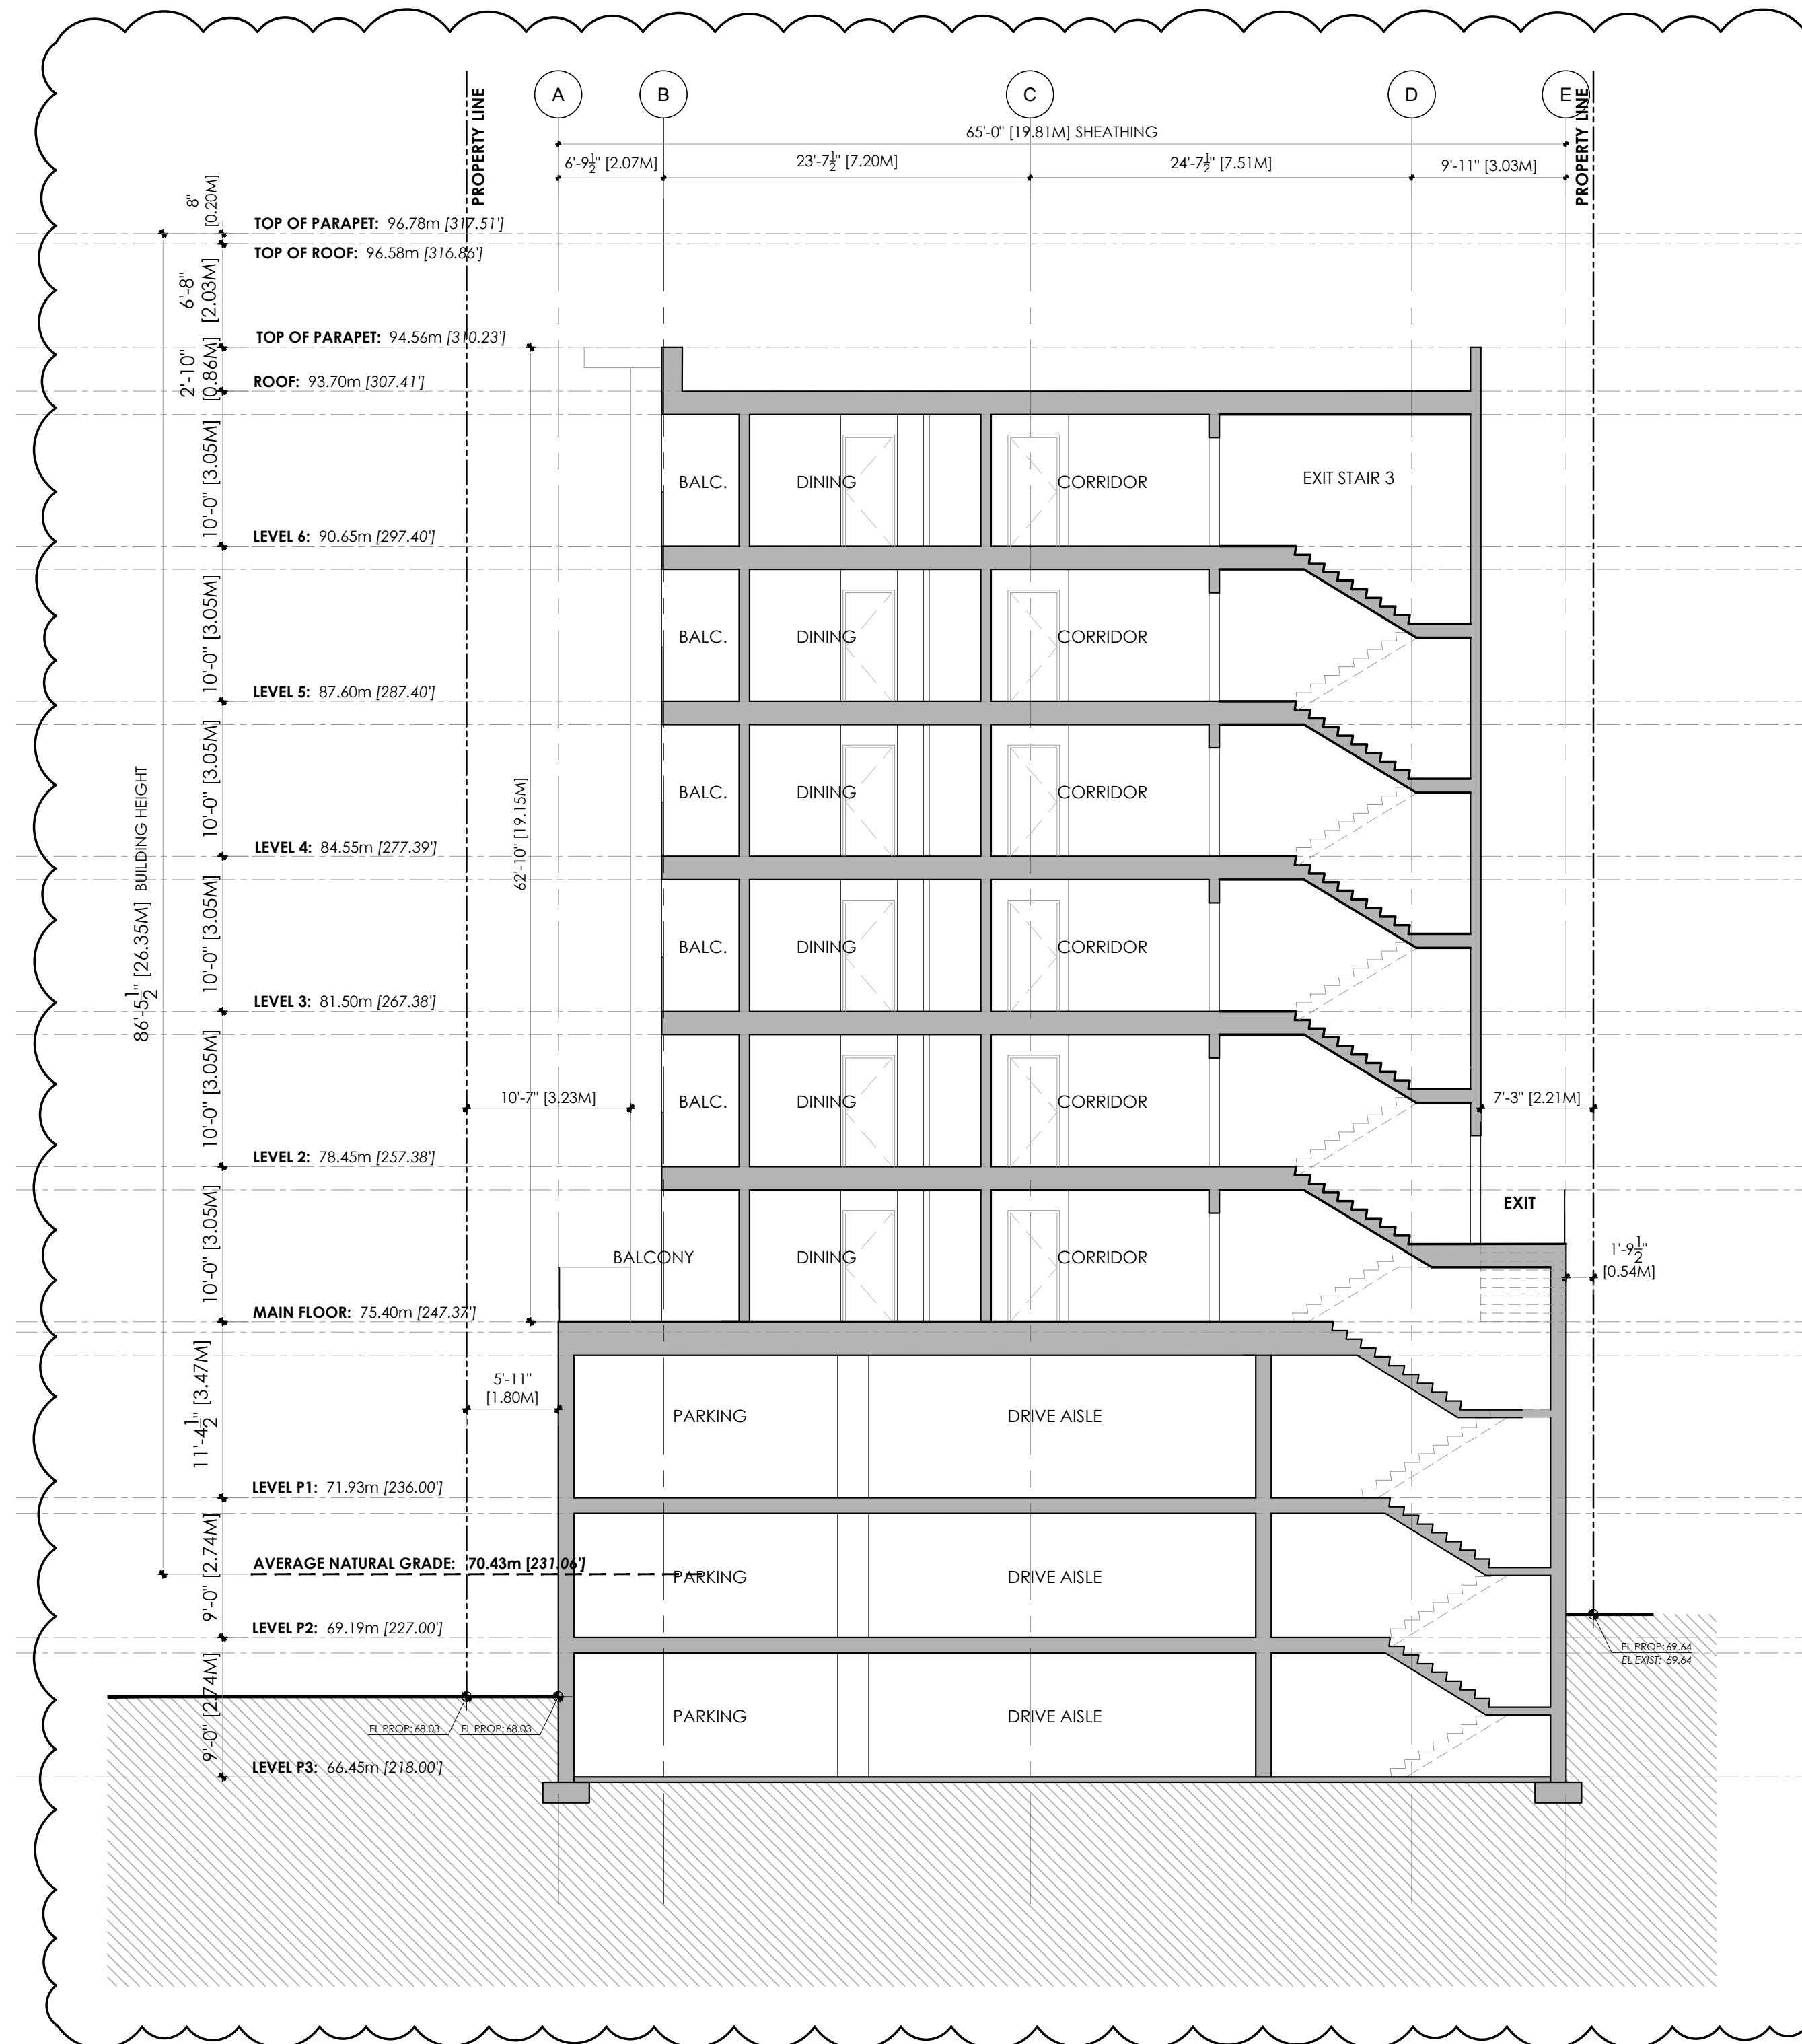 A
B
C
D
E
PROPERTY LINE
PROPERTY LINE
65'-0" [19.81M] SHEATHING
6'-9 1/2" [2.07M]
23'-7 1/2" [7.20M]
24'-7 1/2" [7.51M]
9'-11" [3.03M]
8"
[0.20M]
TOP OF PARAPET: 96.78m [317.51']
TOP OF ROOF: 96.58m [316.86']
6'-8"
[2.03M]
TOP OF PARAPET: 94.56m [310.23']
2'-10"
[0.86M]
ROOF: 93.70m [307.41']
10'-0" [3.05M]
BALC.
DINING
CORRIDOR
EXIT STAIR 3
LEVEL 6: 90.65m [297.40']
10'-0" [3.05M]
BALC.
DINING
CORRIDOR
LEVEL 5: 87.60m [287.40']
10'-0" [3.05M]
BALC.
DINING
CORRIDOR
86'-5 1/2" [26.35M] BUILDING HEIGHT
62'-10" [19.15M]
LEVEL 4: 84.55m [277.39']
10'-0" [3.05M]
BALC.
DINING
CORRIDOR
LEVEL 3: 81.50m [267.38']
10'-0" [3.05M]
10'-7" [3.23M]
BALC.
DINING
CORRIDOR
7'-3" [2.21M]
LEVEL 2: 78.45m [257.38']
10'-0" [3.05M]
EXIT
BALCONY
DINING
CORRIDOR
1'-9 1/2"
[0.54M]
MAIN FLOOR: 75.40m [247.37']
11'-4 1/2" [3.47M]
5'-11"
[1.80M]
PARKING
DRIVE AISLE
LEVEL P1: 71.93m [236.00']
9'-0" [2.74M]
AVERAGE NATURAL GRADE: 70.43m [231.06']
PARKING
DRIVE AISLE
LEVEL P2: 69.19m [227.00']
EL PROP: 69.64
EL EXIST: 69.64
9'-0" [2.74M]
PARKING
DRIVE AISLE
EL PROP: 68.03
EL PROP: 68.03
LEVEL P3: 66.45m [218.00']